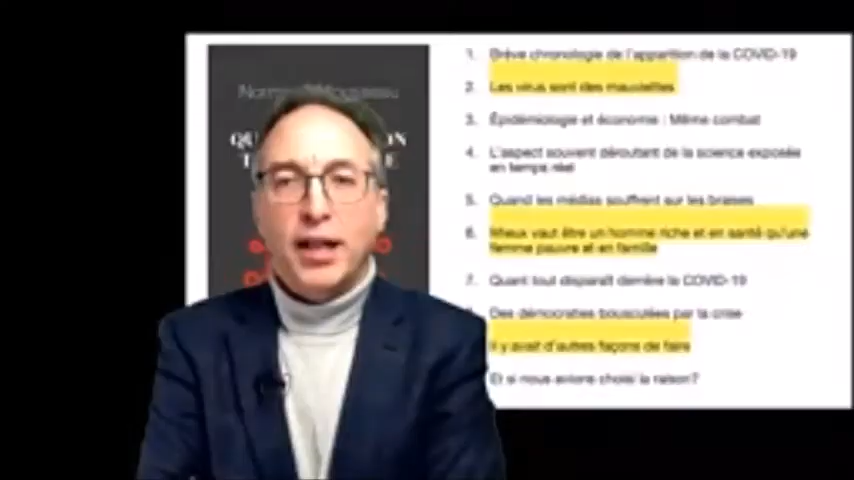 QU
ON
T
E
1. Brève chronologie de l'apparition de la COVID-19
2. Les virus sont des mauviettes
3. Épidémiologie et économie : Même combat
4. L'aspect souvent déroutant de la science exposée
en temps réel
5. Quand les médias soufflent sur les braises
6. Mieux vaut être un homme riche et en santé qu'une
femme pauvre et en famille
7. Quant tout disparaît derrière la COVID-19
Des démocraties bousculées par la crise
Il y avait d'autres façons de faire
Et si nous avions choisi la raison?